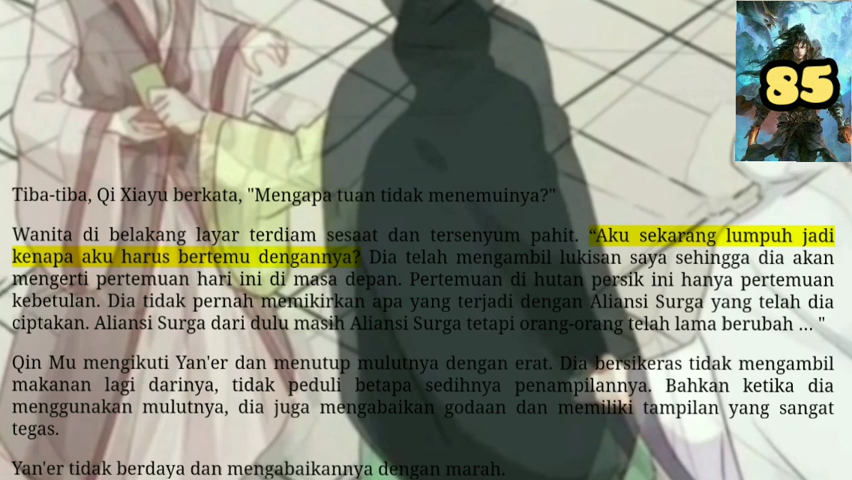 85
Tiba-tiba, Qi Xiayu berkata, "Mengapa tuan tidak menemuinya?"
Wanita di belakang layar terdiam sesaat dan tersenyum pahit. “Aku sekarang lumpuh jadi
kenapa aku harus bertemu dengannya? Dia telah mengambil lukisan saya sehingga dia akan
mengerti pertemuan hari ini di masa depan. Pertemuan di hutan persik ini hanya pertemuan
kebetulan. Dia tidak pernah memikirkan apa yang terjadi dengan Aliansi Surga yang telah dia
ciptakan. Aliansi Surga dari dulu masih Aliansi Surga tetapi orang-orang telah lama berubah ... "
Qin Mu mengikuti Yan'er dan menutup mulutnya dengan erat. Dia bersikeras tidak mengambil
makanan lagi darinya, tidak peduli betapa sedihnya penampilannya. Bahkan ketika dia
menggunakan mulutnya, dia juga mengabaikan godaan dan memiliki tampilan yang sangat
tegas.
Yan'er tidak berdaya dan mengabaikannya dengan marah.